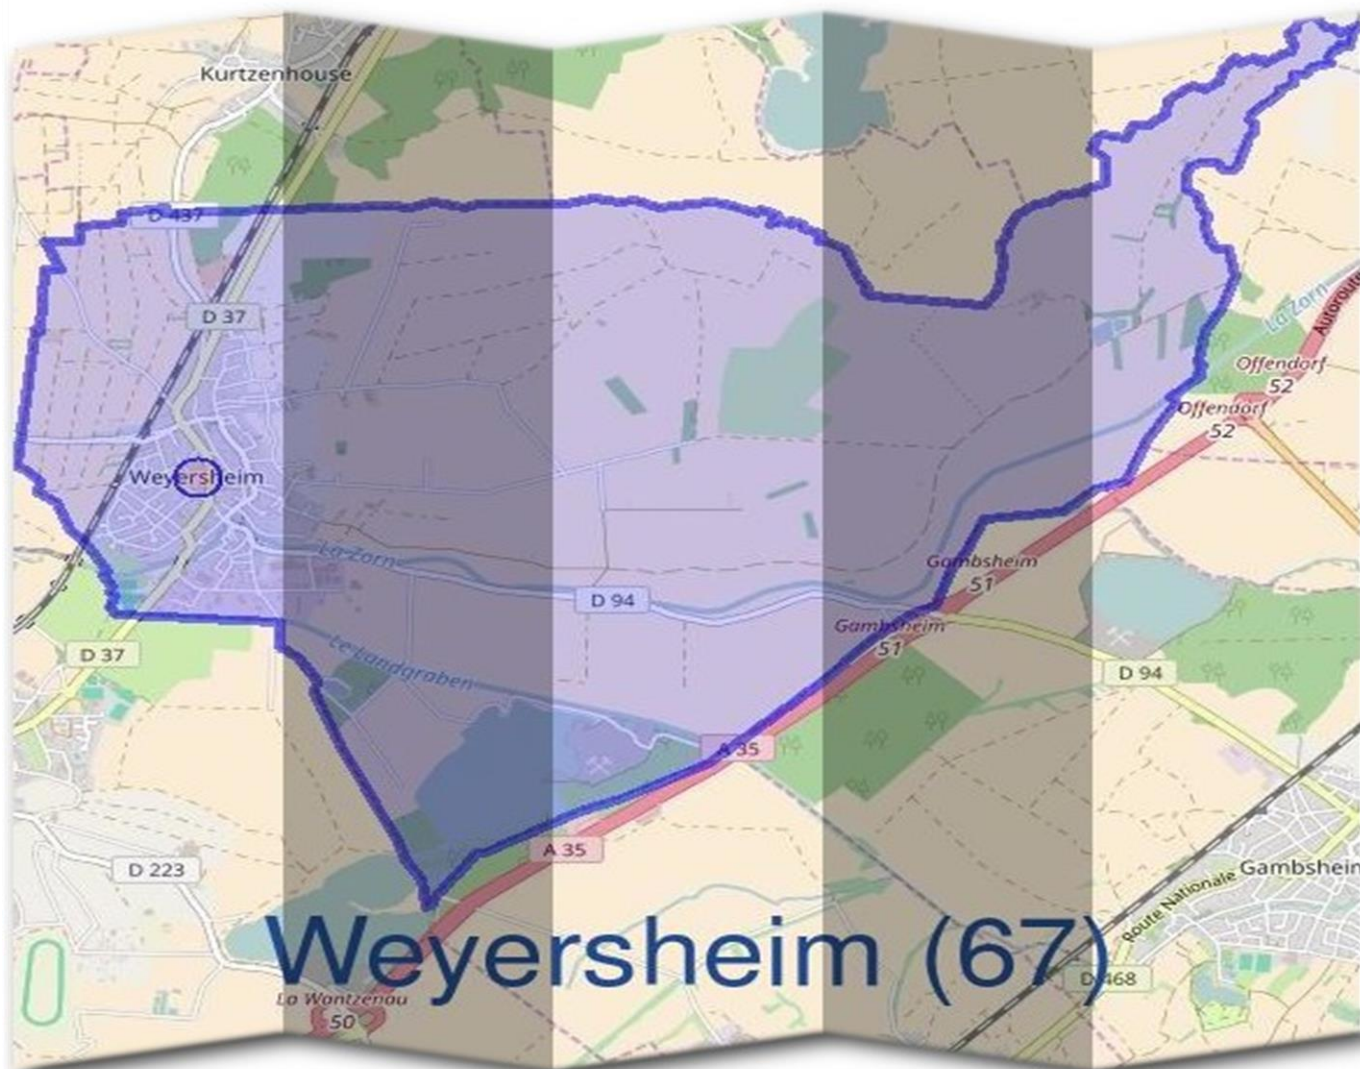 Kurtzenhouse
D 437
D 37
La Zorn
Autoroute
Offendorf
52
Offendorf
52
Weyersheim
La Zorn
Gambsheim
51
D 94
Gambsheim
51
Le Landgraben
D 37
D 94
A 35
A 35
D 223
Gambsheim
Route Nationale
Weyersheim (67)
D 468
La Wantzenau
50